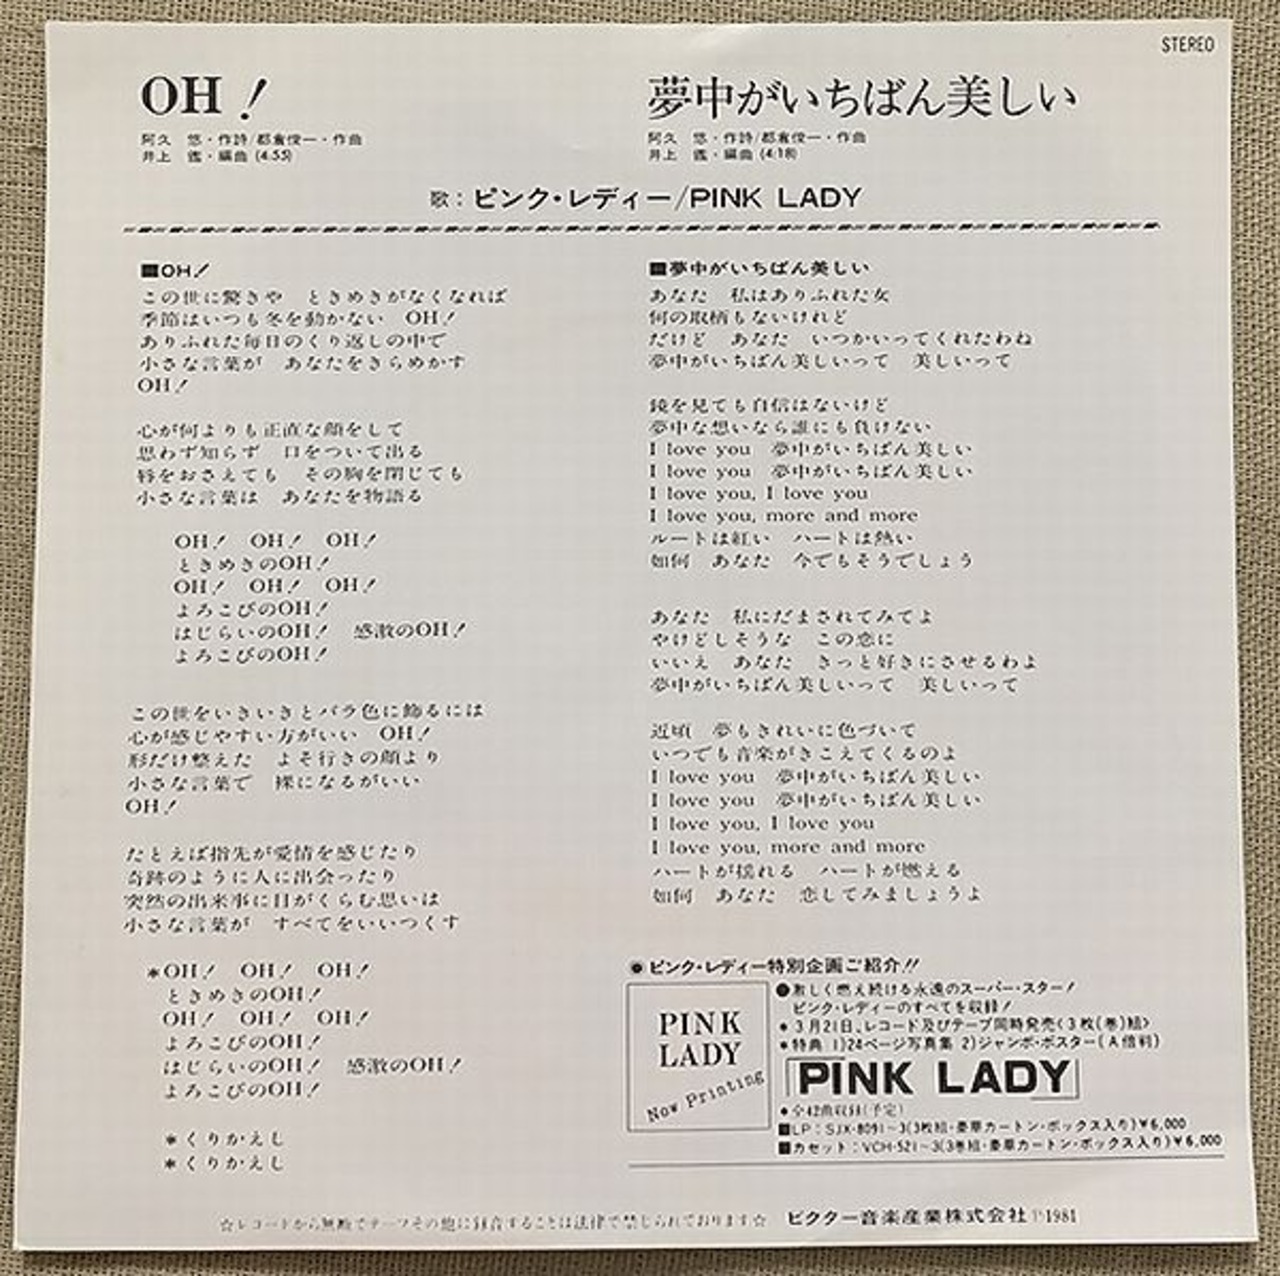 STEREO
OH!
阿久 悠・作詩/都倉俊一・作曲
井上 鑑・編曲 (4:55)
夢中がいちばん美しい
阿久 悠・作詩/都倉俊一・作曲
井上 鑑・編曲 (4:18)
歌：ピンク・レディー/PINK LADY
■OH!
この世に驚きや ときめきがなくなれば
季節はいつも冬を動かない OH!
ありふれた毎日のくり返しの中で
小さな言葉が あなたをきらめかす
OH!
心が何よりも正直な顔をして
思わず知らず 口をついて出る
唇をおさえても その胸を閉じても
小さな言葉は あなたを物語る
OH! OH! OH!
ときめきのOH!
OH! OH! OH!
よろこびのOH!
はじらいのOH! 感激のOH!
よろこびのOH!
この世をいきいきとバラ色に飾るには
心が感じやすい方がいい OH!
形だけ整えた よそ行きの顔より
小さな言葉で 裸になるがいい
OH!
たとえば指先が愛情を感じたり
奇跡のように人に出会ったり
突然の出来事に目がくらむ思いは
小さな言葉が すべてをいいつくす
*OH! OH! OH!
ときめきのOH!
OH! OH! OH!
よろこびのOH!
はじらいのOH! 感激のOH!
よろこびのOH!
*くりかえし
*くりかえし
■夢中がいちばん美しい
あなた 私はありふれた女
何の取柄もないけれど
だけど あなた いつかいってくれたわね
夢中がいちばん美しいって 美しいって
鏡を見ても自信はないけど
夢中な想いなら誰にも負けない
I love you 夢中がいちばん美しい
I love you 夢中がいちばん美しい
I love you, I love you
I love you, more and more
ルートは紅い ハートは熱い
如何 あなた 今でもそうでしょう
あなた 私にだまされてみてよ
やけどしそうな この恋に
いいえ あなた きっと好きにさせるわよ
夢中がいちばん美しいって 美しいって
近頃 夢もきれいに色づいて
いつでも音楽がきこえてくるのよ
I love you 夢中がいちばん美しい
I love you 夢中がいちばん美しい
I love you, I love you
I love you, more and more
ハートが揺れる ハートが燃える
如何 あなた 恋してみましょうよ
●ピンク・レディー特別企画ご紹介!!
PINK
LADY
Now Printing
●激しく燃え続ける永遠のスーパー・スター!
ピンク・レディーのすべてを収録!
*3月21日、レコード及びテープ同時発売〈3枚(巻)組〉
*特典 1)24ページ写真集 2)ジャンボ・ポスター(A倍判)
PINK LADY
●全42曲収録(予定)
■LP：SJX-8091~3(3枚組・豪華カートン・ボックス入り)¥6,000
■カセット：VCH-521~3(3巻組・豪華カートン・ボックス入り)¥6,000
☆レコードから無断でテープその他に録音することは法律で禁じられております☆ ビクター音楽産業株式会社 Ⓟ1981